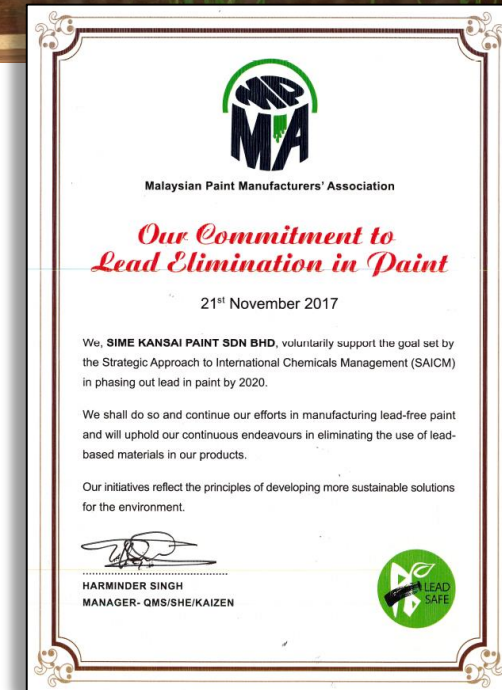 MPMA
Malaysian Paint Manufacturers' Association
Our Commitment to
Lead Elimination in Paint
21st November 2017
We, SIME KANSAI PAINT SDN BHD, voluntarily support the goal set by
the Strategic Approach to International Chemicals Management (SAICM)
in phasing out lead in paint by 2020.
We shall do so and continue our efforts in manufacturing lead-free paint
and will uphold our continuous endeavours in eliminating the use of lead-
based materials in our products.
Our initiatives reflect the principles of developing more sustainable solutions
for the environment.
HARMINDER SINGH
MANAGER- QMS/SHE/KAIZEN
LEAD
SAFE